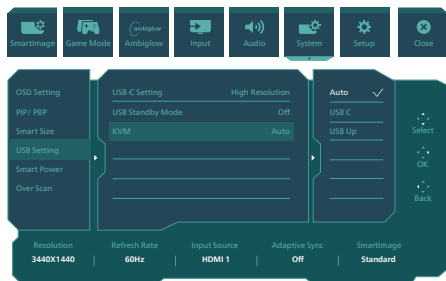 ambiglow
SmartImage Game Mode Ambiglow Input Audio System Setup Close
OSD Setting
PIP/ PBP
Smart Size
USB Setting
Smart Power
Over Scan
USB-C Setting High Resolution
USB Standby Mode Off
KVM Auto
Auto
USB C
USB Up
Select
OK
Back
Resolution Refresh Rate Input Source Adaptive Sync SmartImage
3440X1440 | 60Hz | HDMI 1 | Off | Standard